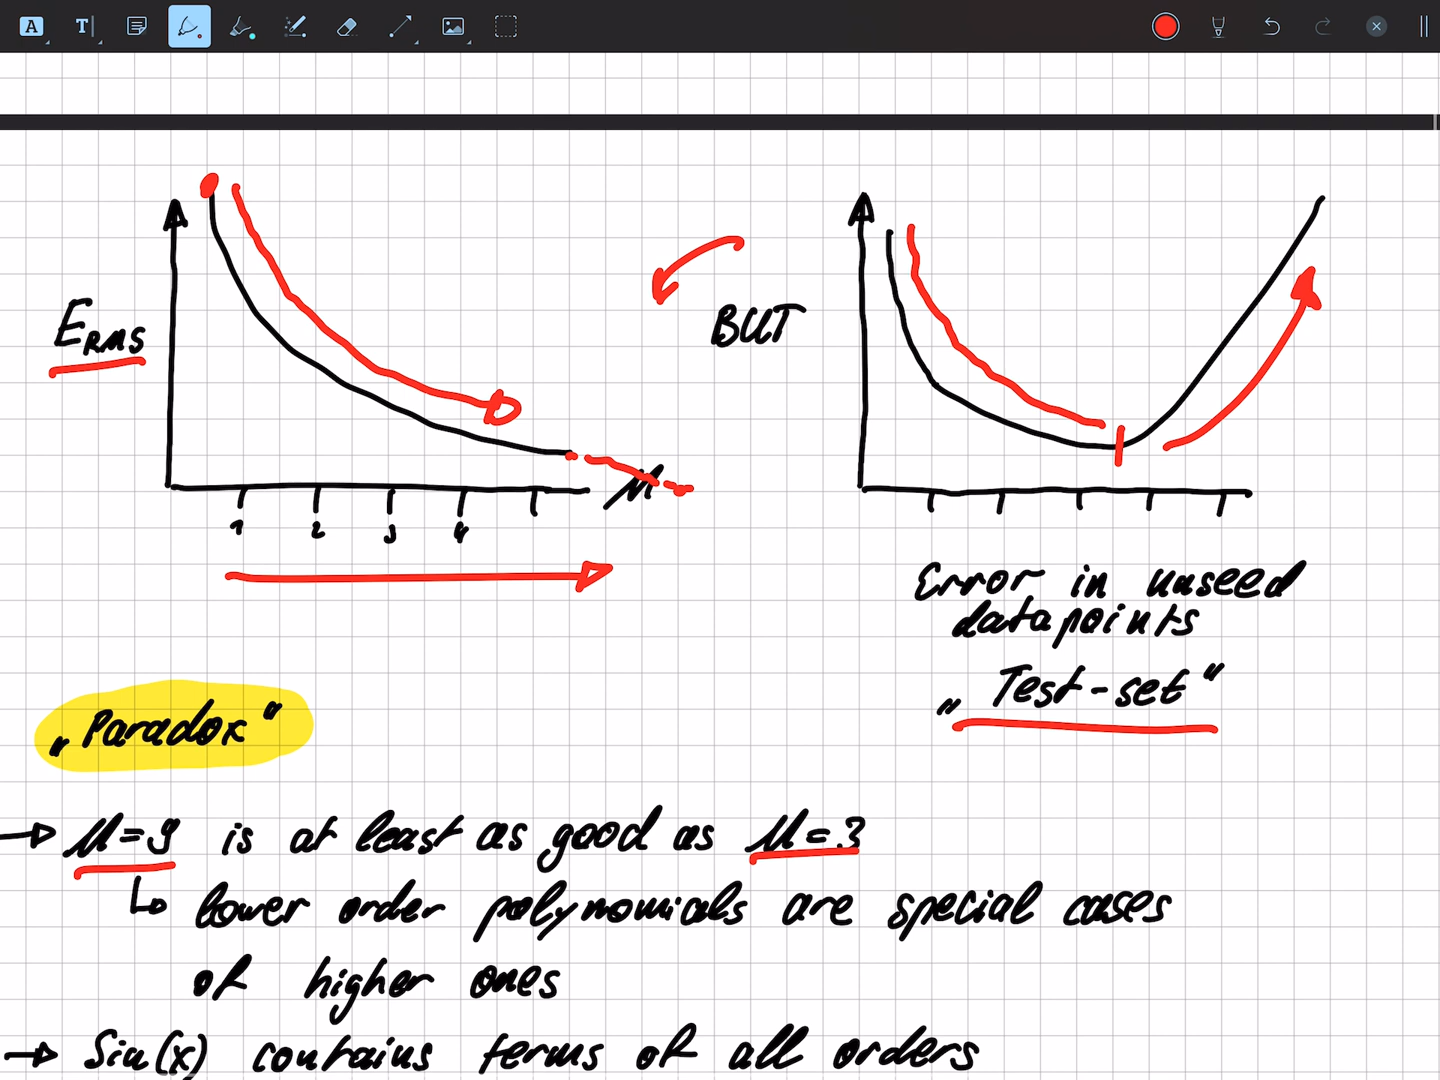 E_RMS
BUT
M
1 2 3 4
Error in unseed
datapoints
„Test-set“
„Paradox“
→ M=9 is at least as good as M=3
↳ lower order polynomials are special cases
of higher ones
→ Sin(x) contains terms of all orders